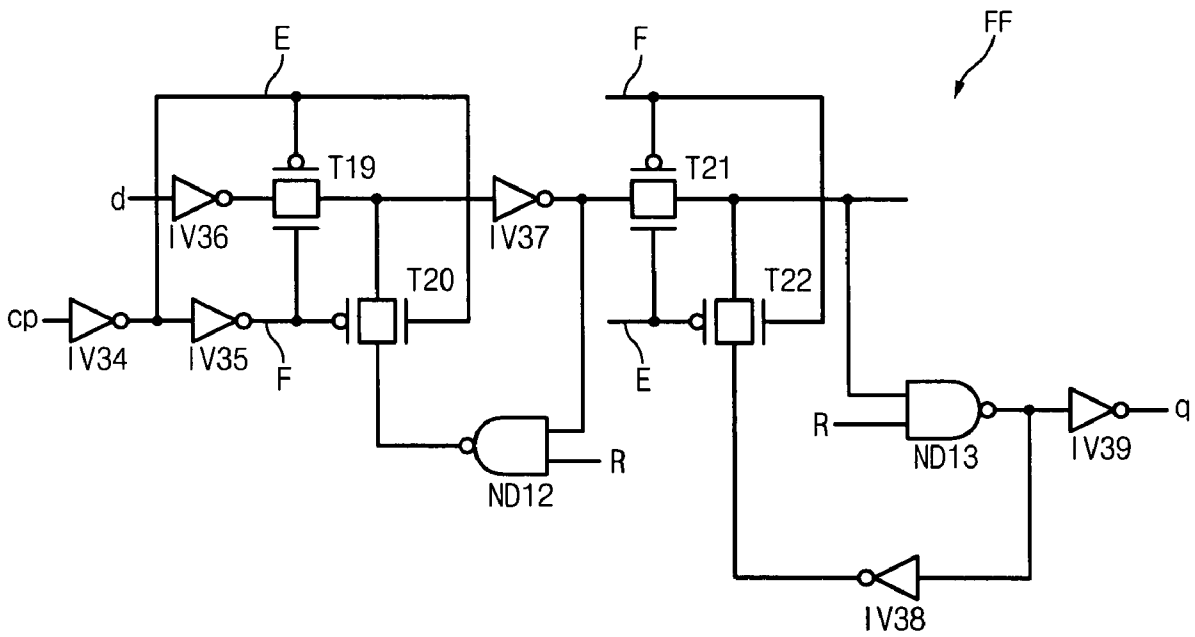 FF
E
F
T19
T21
d
IV36
IV37
T20
T22
cp
IV34
IV35
F
E
R
ND12
R
ND13
q
IV39
IV38